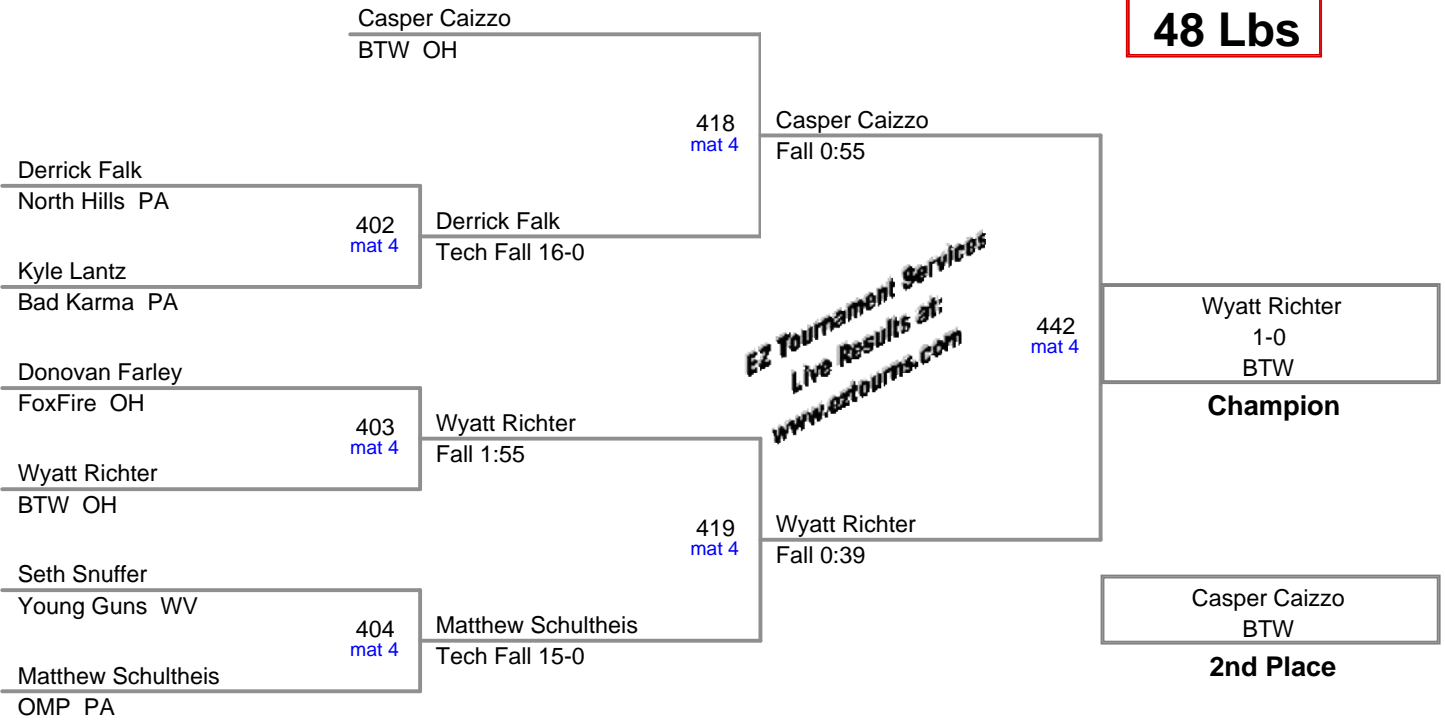 48 Lbs
Casper Caizzo
BTW OH
418
mat 4
Casper Caizzo
Fall 0:55
Derrick Falk
North Hills PA
402
mat 4
Derrick Falk
Tech Fall 16-0
Kyle Lantz
Bad Karma PA
EZ Tournament Services
Live Results at:
www.eztourns.com
442
mat 4
Wyatt Richter
1-0
BTW
Champion
Donovan Farley
FoxFire OH
403
mat 4
Wyatt Richter
Fall 1:55
Wyatt Richter
BTW OH
419
mat 4
Wyatt Richter
Fall 0:39
Seth Snuffer
Young Guns WV
404
mat 4
Matthew Schultheis
Tech Fall 15-0
Matthew Schultheis
OMP PA
Casper Caizzo
BTW
2nd Place